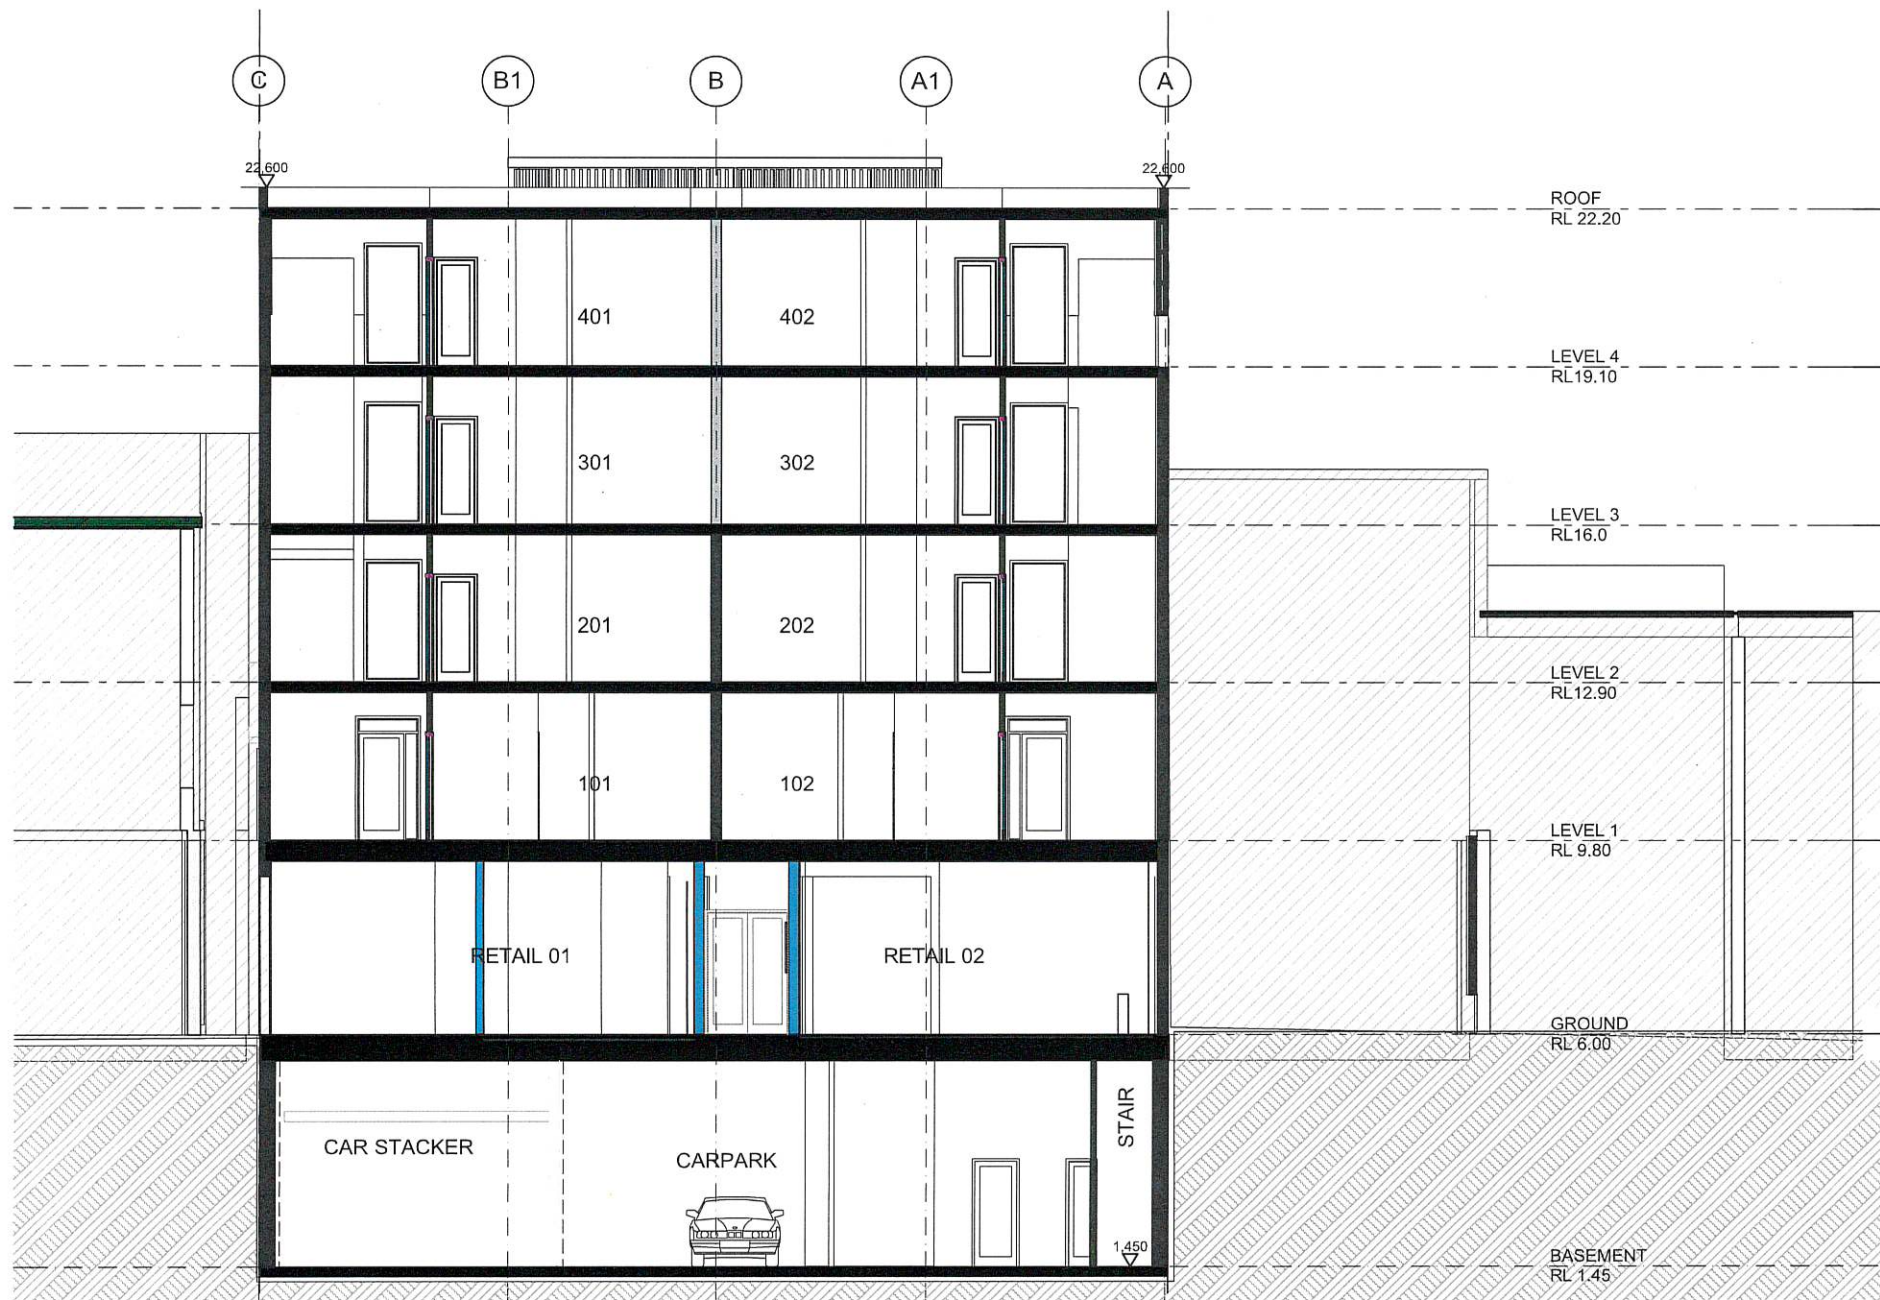 C B1 B A1 A
22,600 22,600
ROOF
RL 22.20
401 402
LEVEL 4
RL19.10
301 302
LEVEL 3
RL16.0
201 202
LEVEL 2
RL12.90
101 102
LEVEL 1
RL 9.80
RETAIL 01 RETAIL 02
GROUND
RL 6.00
STAIR
CAR STACKER
CARPARK
1,450
BASEMENT
RL 1.45